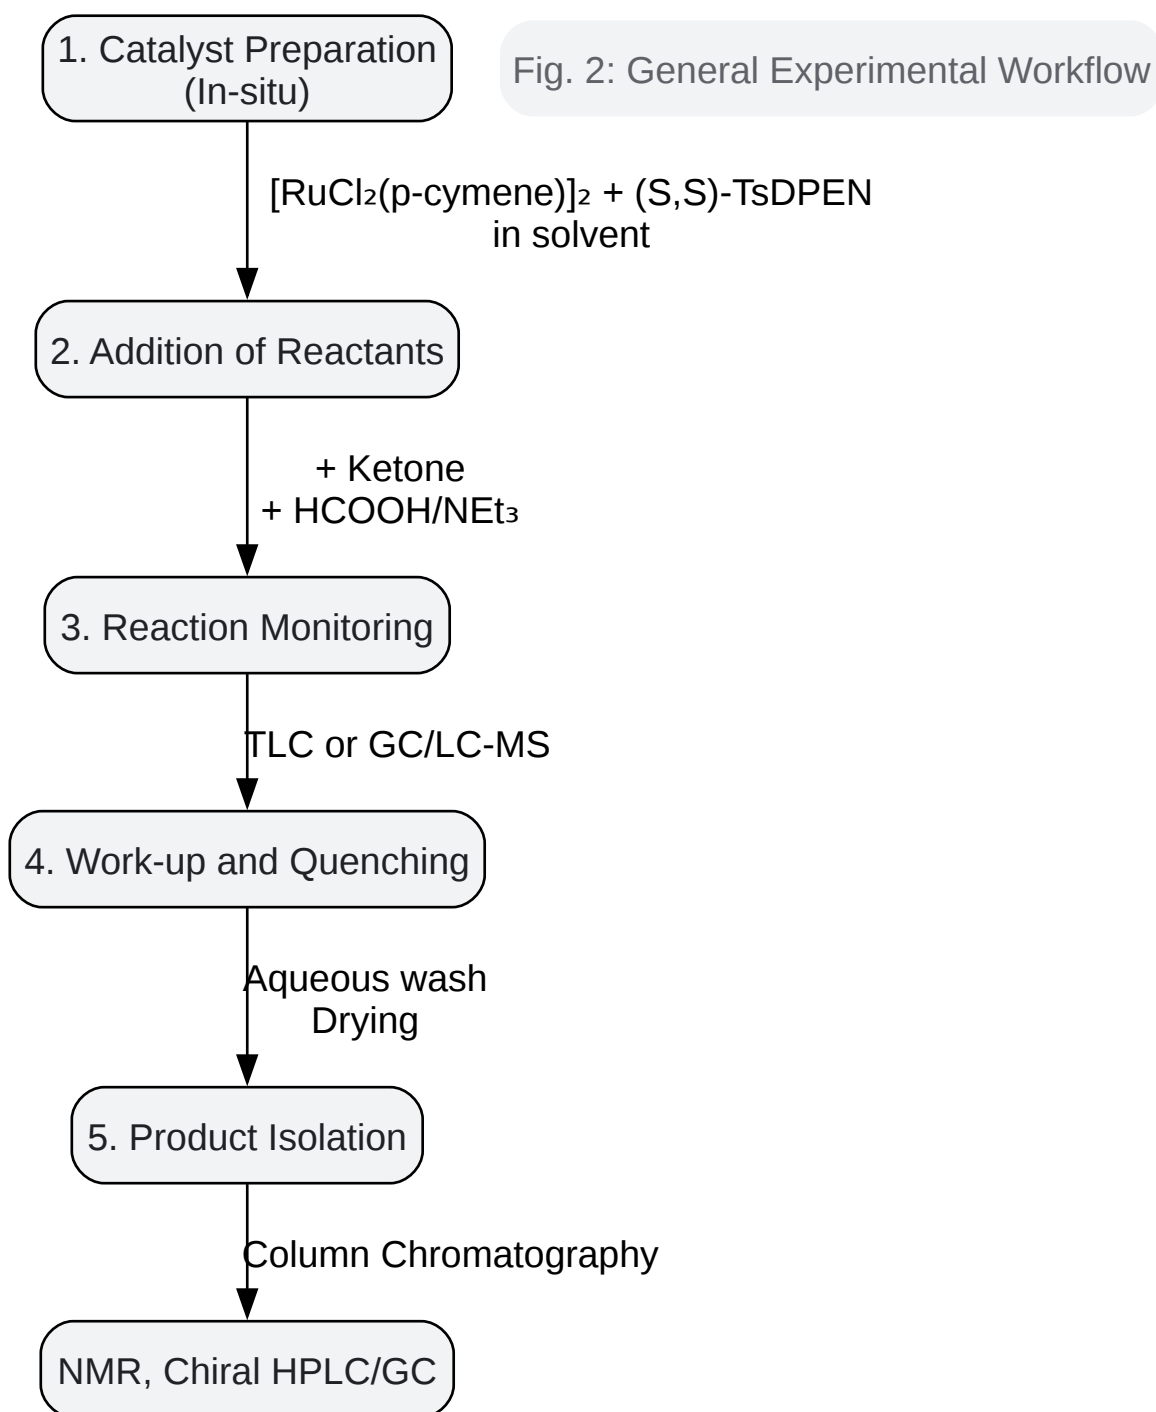 1. Catalyst Preparation
(In-situ)
Fig. 2: General Experimental Workflow
[RuCl₂(p-cymene)]₂ + (S,S)-TsDPEN
in solvent
2. Addition of Reactants
+ Ketone
+ HCOOH/NEt₃
3. Reaction Monitoring
TLC or GC/LC-MS
4. Work-up and Quenching
Aqueous wash
Drying
5. Product Isolation
Column Chromatography
NMR, Chiral HPLC/GC